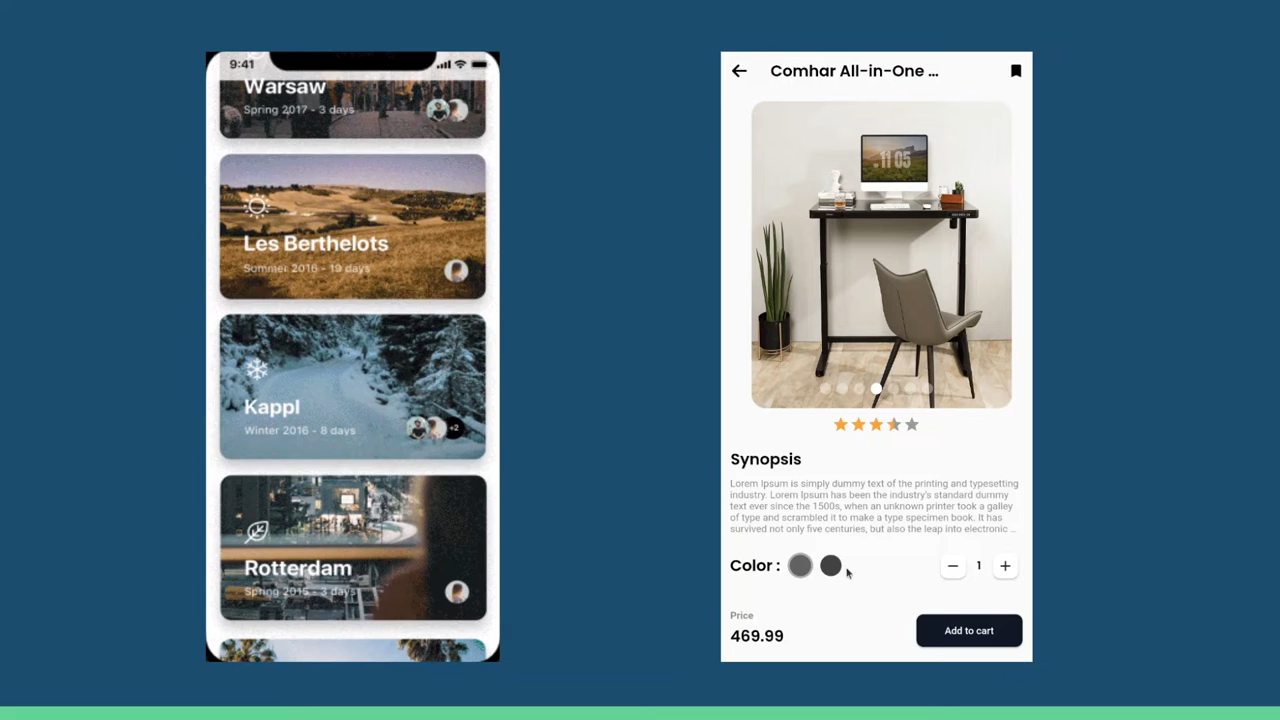 9:41
Warsaw
Spring 2017 - 3 days
Les Berthelots
Sommer 2016 - 19 days
Kappl
Winter 2016 - 8 days
+2
Rotterdam
Spring 2015 - 3 days
Comhar All-in-One ...
11 05
Synopsis
Lorem Ipsum is simply dummy text of the printing and typesetting
industry. Lorem Ipsum has been the industry's standard dummy
text ever since the 1500s, when an unknown printer took a galley
of type and scrambled it to make a type specimen book. It has
survived not only five centuries, but also the leap into electronic ...
Color :
1
Price
469.99
Add to cart